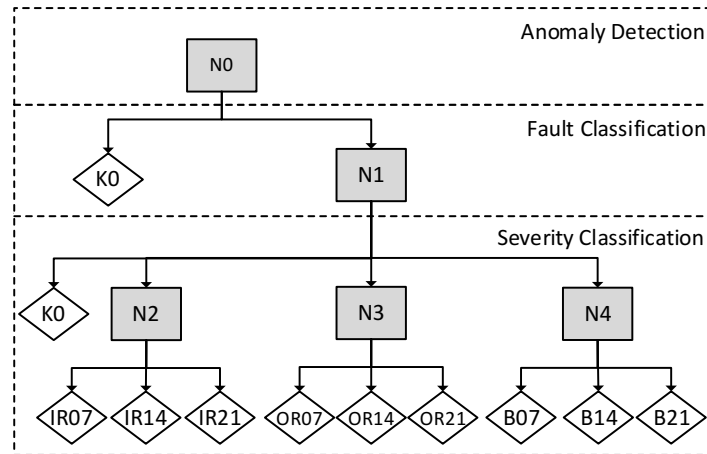 Anomaly Detection
N0
Fault Classification
K0
N1
Severity Classification
K0
N2
N3
N4
IR07
IR14
IR21
OR07
OR14
OR21
B07
B14
B21